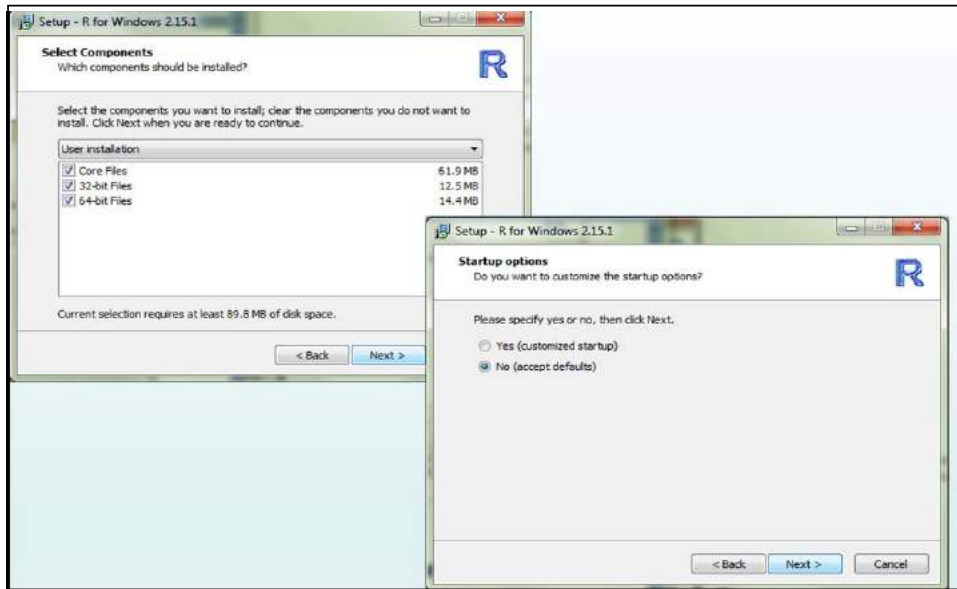 Setup - R for Windows 2.15.1
Select Components
Which components should be installed?
R
Select the components you want to install; clear the components you do not want to
install. Click Next when you are ready to continue.
User installation
Core Files 61.9 MB
32-bit Files 12.5 MB
64-bit Files 14.4 MB
Current selection requires at least 89.8 MB of disk space.
< Back Next >
Setup - R for Windows 2.15.1
Startup options
Do you want to customize the startup options?
R
Please specify yes or no, then click Next.
Yes (customized startup)
No (accept defaults)
< Back Next > Cancel